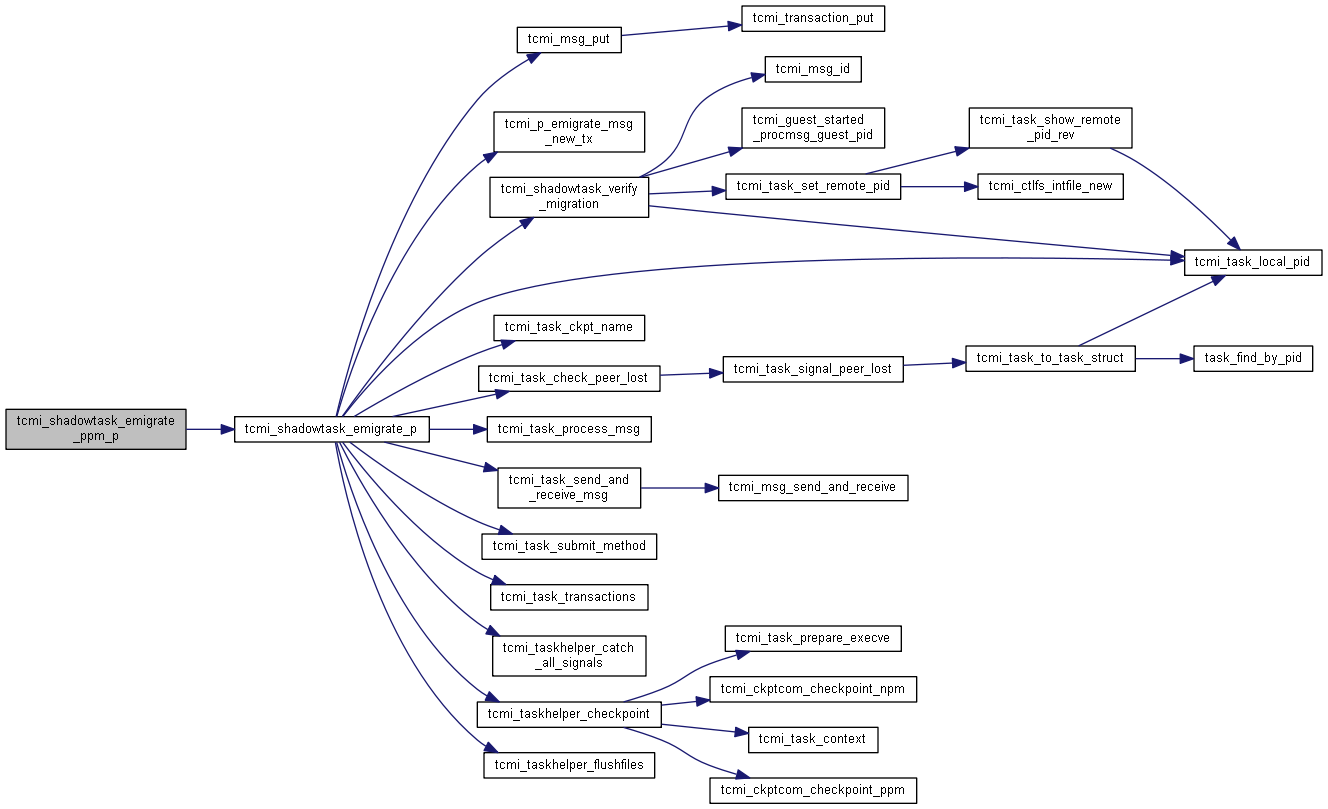 tcmi_transaction_put
tcmi_msg_put
tcmi_msg_id
tcmi_p_emigrate_msg
_new_tx
tcmi_guest_started
_procmsg_guest_pid
tcmi_task_show_remote
_pid_rev
tcmi_shadowtask_verify
_migration
tcmi_task_set_remote_pid
tcmi_ctlfs_intfile_new
tcmi_task_local_pid
tcmi_task_ckpt_name
tcmi_task_check_peer_lost
tcmi_task_signal_peer_lost
tcmi_task_to_task_struct
task_find_by_pid
tcmi_shadowtask_emigrate
_ppm_p
tcmi_shadowtask_emigrate_p
tcmi_task_process_msg
tcmi_task_send_and
_receive_msg
tcmi_msg_send_and_receive
tcmi_task_submit_method
tcmi_task_transactions
tcmi_taskhelper_catch
_all_signals
tcmi_task_prepare_execve
tcmi_ckptcom_checkpoint_npm
tcmi_taskhelper_checkpoint
tcmi_task_context
tcmi_taskhelper_flushfiles
tcmi_ckptcom_checkpoint_ppm